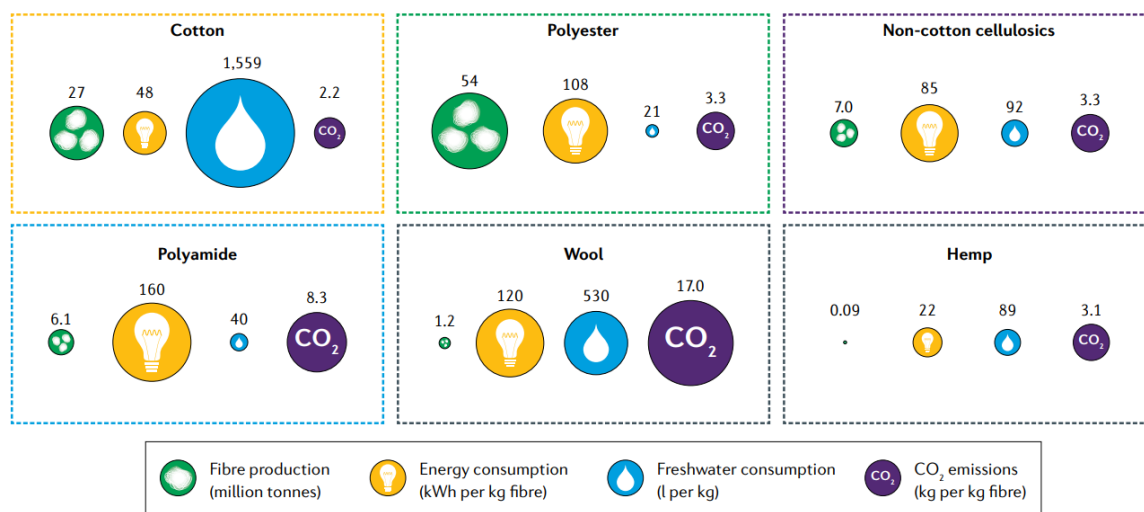 Cotton
27
48
1,559
2.2
CO2
Polyester
54
108
21
3.3
CO2
Non-cotton cellulosics
7.0
85
92
3.3
CO2
Polyamide
6.1
160
40
8.3
CO2
Wool
1.2
120
530
17.0
CO2
Hemp
0.09
22
89
3.1
CO2
Fibre production
(million tonnes)
Energy consumption
(kWh per kg fibre)
Freshwater consumption
(l per kg)
CO2
CO2 emissions
(kg per kg fibre)